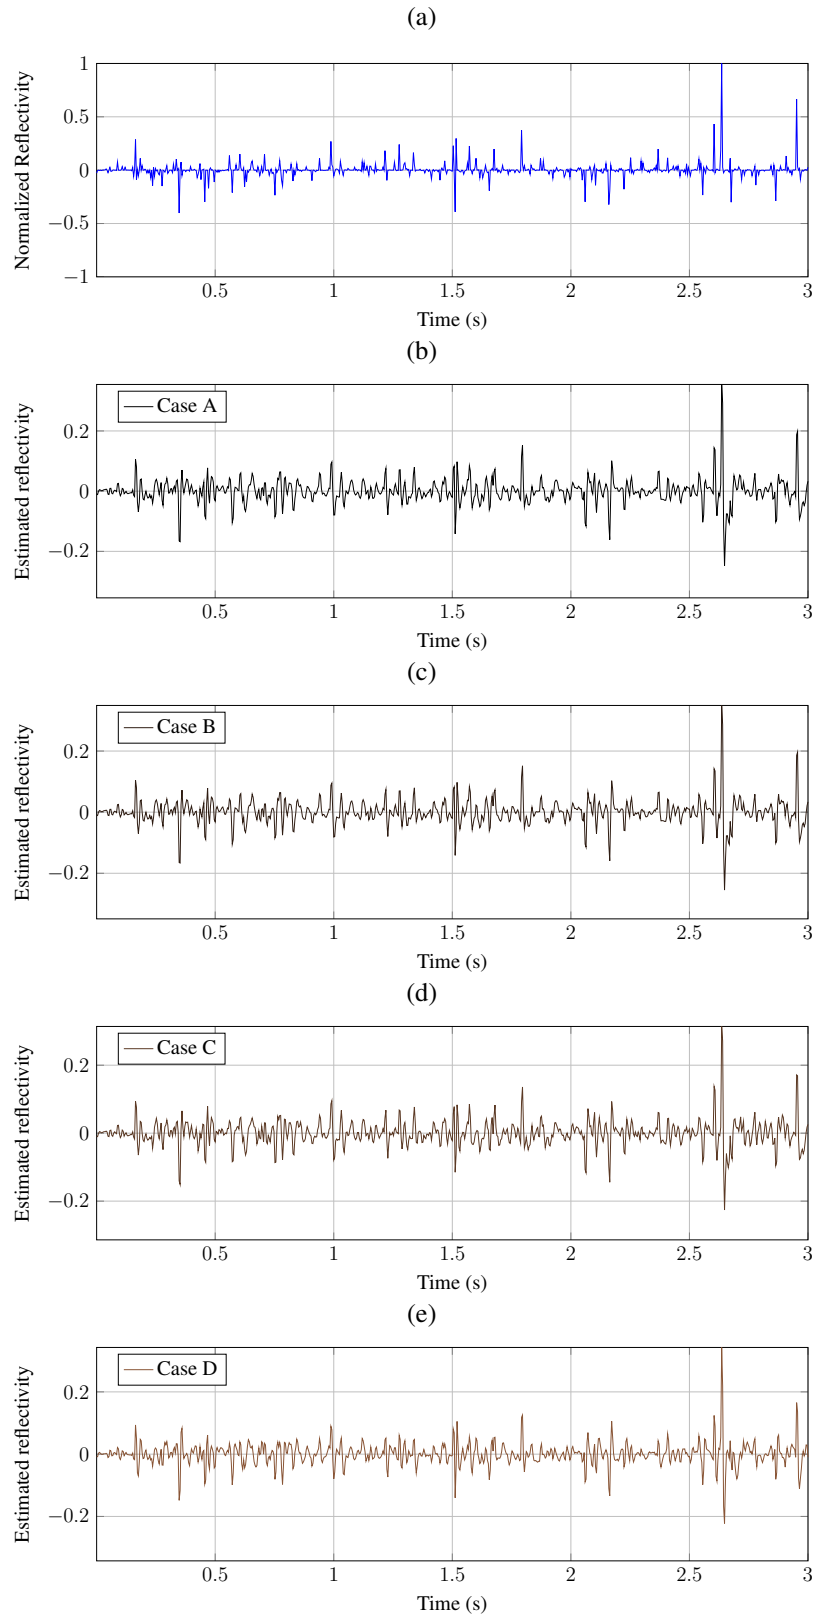 (a)
1
0.5
0
−0.5
−1
Normalized Reflectivity
0.5 1 1.5 2 2.5 3
Time (s)
(b)
Case A
0.2
0
−0.2
Estimated reflectivity
0.5 1 1.5 2 2.5 3
Time (s)
(c)
Case B
0.2
0
−0.2
Estimated reflectivity
0.5 1 1.5 2 2.5 3
Time (s)
(d)
Case C
0.2
0
−0.2
Estimated reflectivity
0.5 1 1.5 2 2.5 3
Time (s)
(e)
Case D
0.2
0
−0.2
Estimated reflectivity
0.5 1 1.5 2 2.5 3
Time (s)